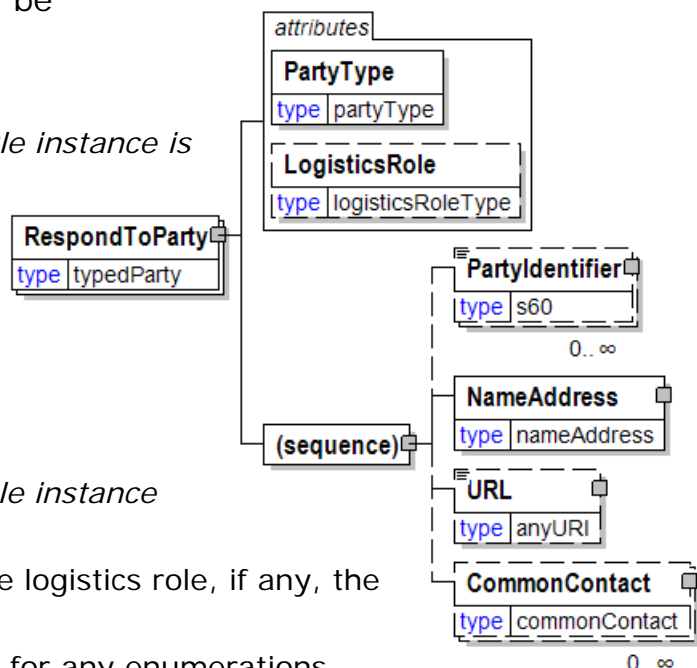 be
attributes
PartyType
type partyType
le instance is
LogisticsRole
type logisticsRoleType
RespondToParty
type typedParty
PartyIdentifier
type s60
0.. ∞
NameAddress
type nameAddress
(sequence)
URL
type anyURI
le instance
e logistics role, if any, the
CommonContact
type commonContact
for any enumerations
0.. ∞